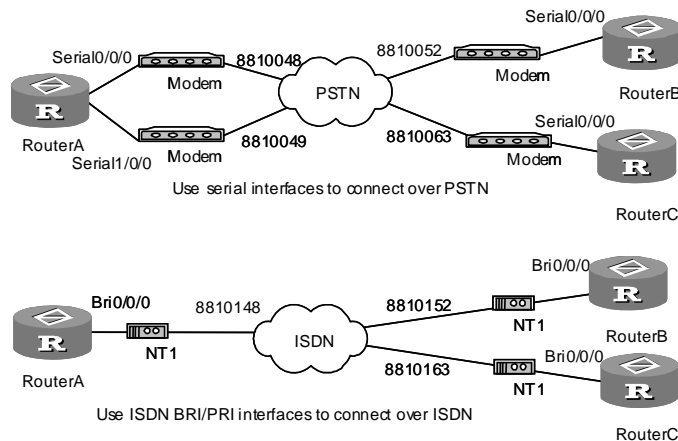 Serial0/0/0
8810048
8810052
Serial0/0/0
Modem
Modem
PSTN
R
R
RouterB
RouterA
Serial1/0/0
Modem
8810049
8810063
Serial0/0/0
Modem
R
Use serial interfaces to connect over PSTN
RouterC
Bri0/0/0
8810148
8810152
Bri0/0/0
R
NT1
ISDN
NT1
R
RouterB
RouterA
8810163
Bri0/0/0
NT1
R
Use ISDN BRI/PRI interfaces to connect over ISDN
RouterC